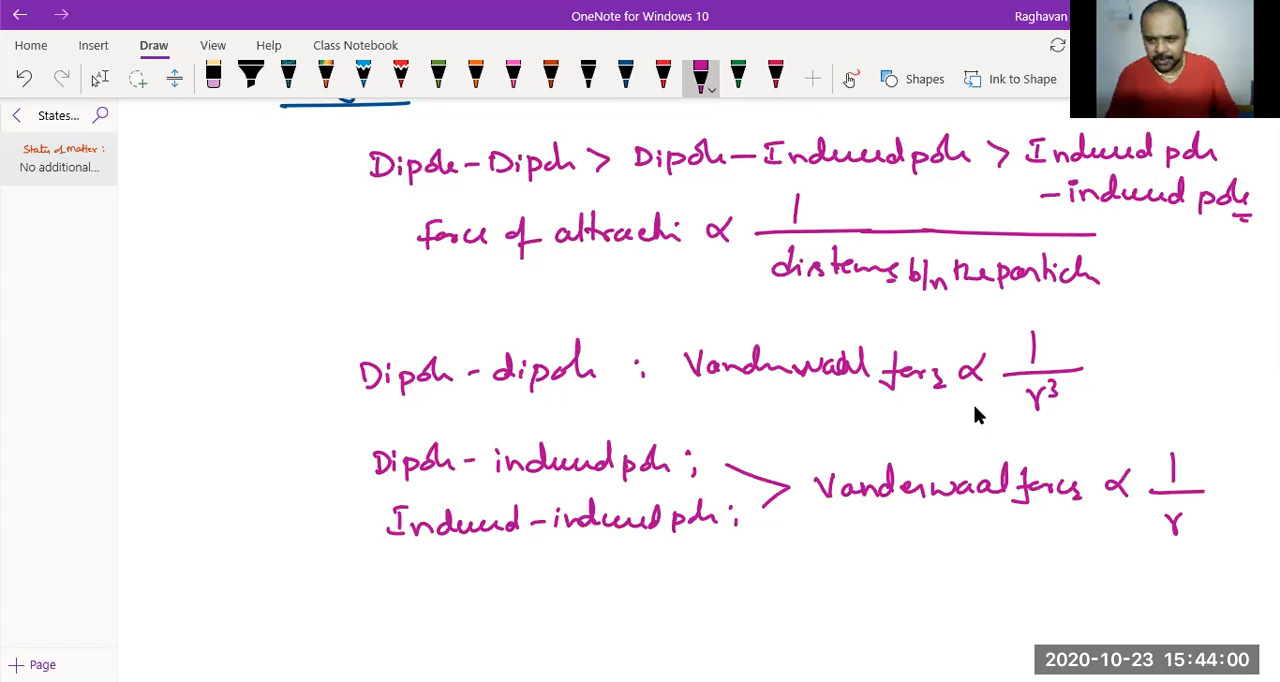 OneNote for Windows 10
Raghavan
Home Insert Draw View Help Class Notebook
Shapes Ink to Shape
States...
States of matter :
No additional...
Dipole-Dipole > Dipole-Induced pole > Induced pole
-induced pole
force of attracti ∝ 1
distance b/n the particle
Dipole - dipole : Vanderwaal force ∝ 1
r³
Dipole - induced pole ;
Vanderwaal forces ∝ 1
r
Induced - induced pole ;
+ Page
2020-10-23 15:44:00